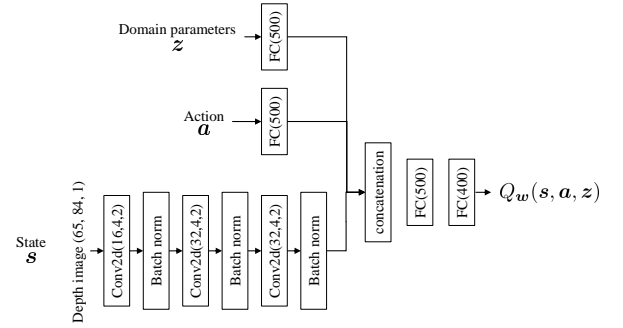 Domain parameters
z
FC(500)
Action
a
FC(500)
State
s
Depth image (65, 84, 1)
Conv2d(16,4,2)
Batch norm
Conv2d(32,4,2)
Batch norm
Conv2d(32,4,2)
Batch norm
concatenation
FC(500)
FC(400)
Q_w(s, a, z)